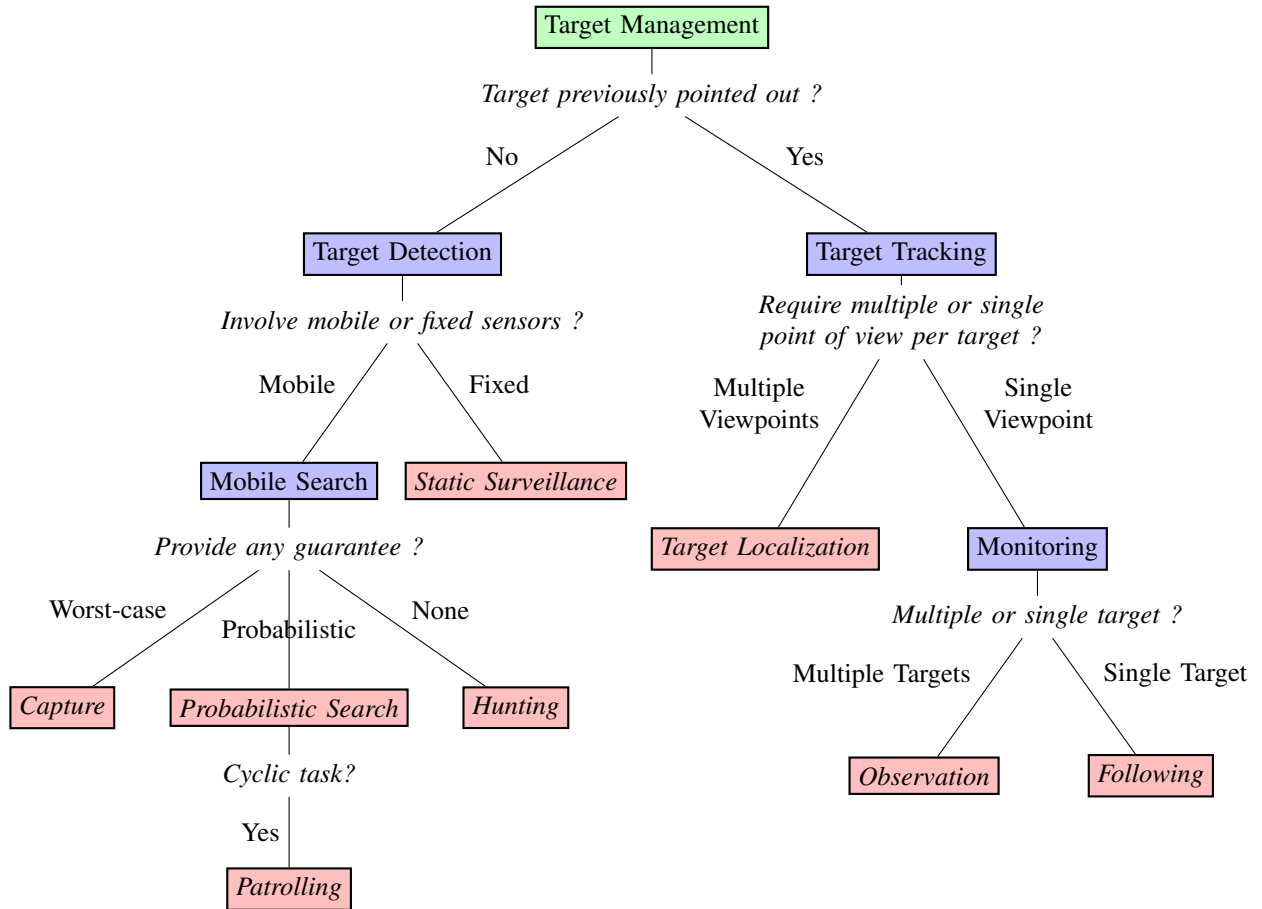 Target Management
Target previously pointed out ?
No
Yes
Target Detection
Target Tracking
Involve mobile or fixed sensors ?
Require multiple or single
point of view per target ?
Mobile
Fixed
Multiple
Viewpoints
Single
Viewpoint
Mobile Search
Static Surveillance
Target Localization
Monitoring
Provide any guarantee ?
Multiple or single target ?
Worst-case
Probabilistic
None
Multiple Targets
Single Target
Capture
Probabilistic Search
Hunting
Observation
Following
Cyclic task?
Yes
Patrolling